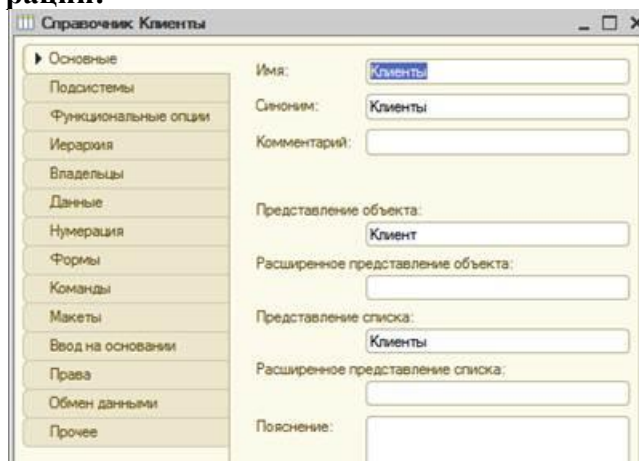 рации.
Справочник Клиенты
Основные
Подсистемы
Функциональные опции
Иерархия
Владельцы
Данные
Нумерация
Формы
Команды
Макеты
Ввод на основании
Права
Обмен данными
Прочее
Имя: Клиенты
Синоним: Клиенты
Комментарий:
Представление объекта:
Клиент
Расширенное представление объекта:
Представление списка:
Клиенты
Расширенное представление списка:
Пояснение: